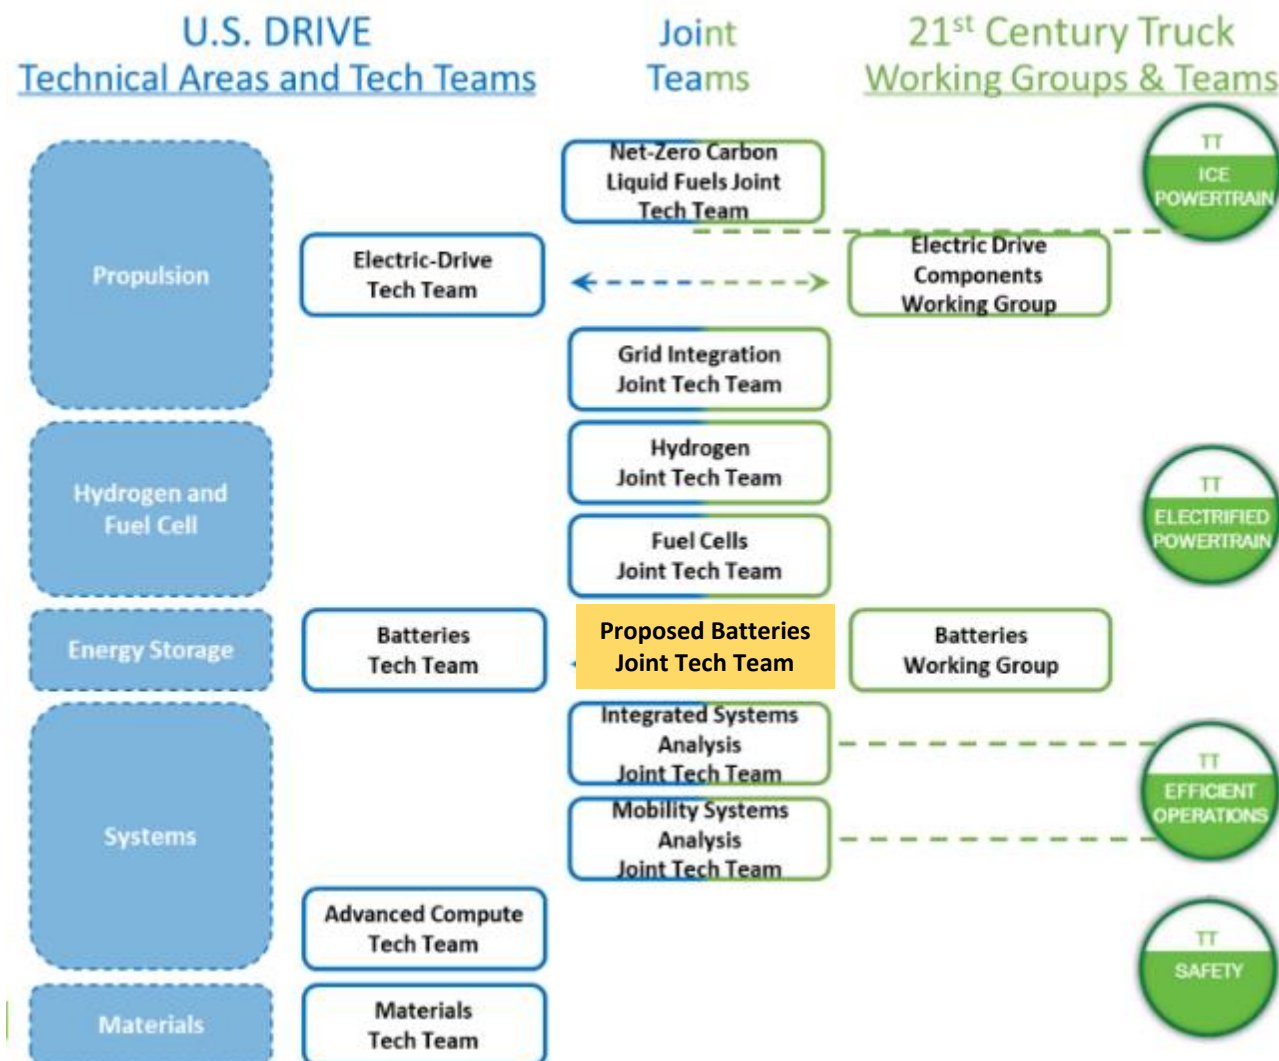 U.S. DRIVE
Technical Areas and Tech Teams
Joint
Teams
21st Century Truck
Working Groups & Teams
Net-Zero Carbon
Liquid Fuels Joint
Tech Team
TT
ICE
POWERTRAIN
Propulsion
Electric-Drive
Tech Team
Electric Drive
Components
Working Group
Grid Integration
Joint Tech Team
Hydrogen and
Fuel Cell
Hydrogen
Joint Tech Team
TT
ELECTRIFIED
POWERTRAIN
Fuel Cells
Joint Tech Team
Energy Storage
Batteries
Tech Team
Proposed Batteries
Joint Tech Team
Batteries
Working Group
Systems
Integrated Systems
Analysis
Joint Tech Team
TT
EFFICIENT
OPERATIONS
Mobility Systems
Analysis
Joint Tech Team
Advanced Compute
Tech Team
TT
SAFETY
Materials
Materials
Tech Team